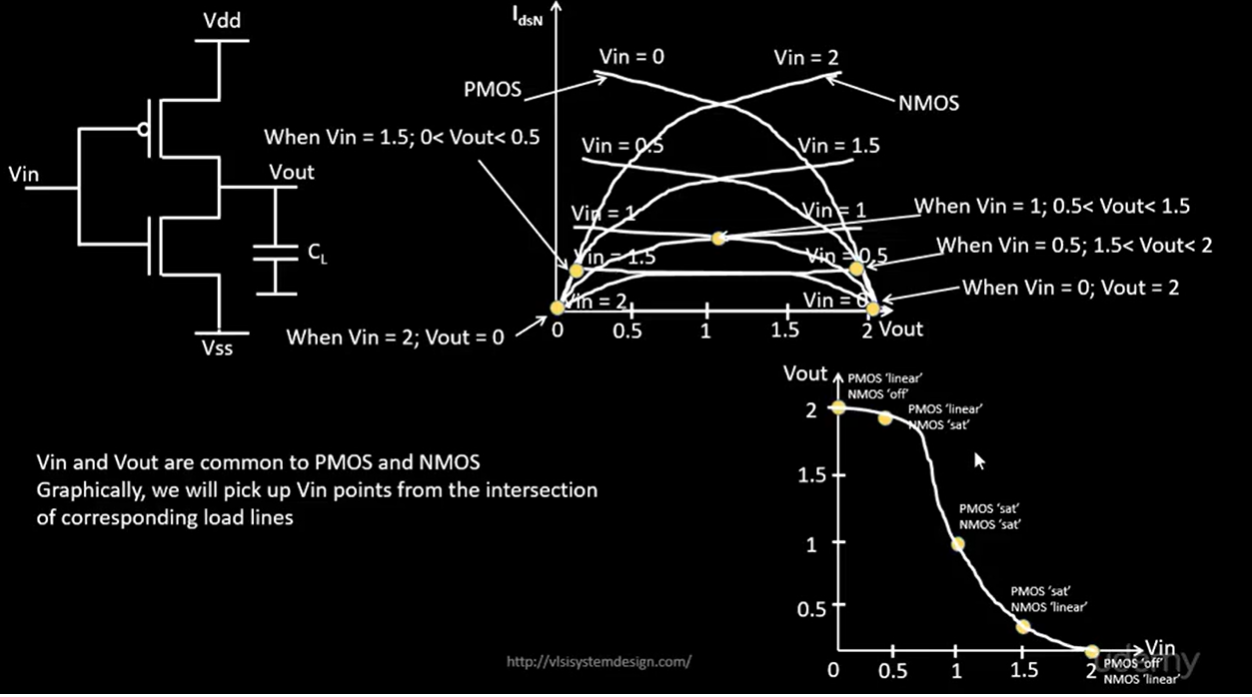 Vdd
Vin
Vout
C_L
Vss
I_dsN
Vin = 0
Vin = 2
PMOS
NMOS
When Vin = 1.5; 0< Vout< 0.5
Vin = 0.5
Vin = 1.5
Vin = 1
Vin = 1
When Vin = 1; 0.5< Vout< 1.5
Vin = 1.5
Vin = 0.5
When Vin = 0.5; 1.5< Vout< 2
Vin = 2
Vin = 0
When Vin = 0; Vout = 2
When Vin = 2; Vout = 0
0 0.5 1 1.5 2 Vout
Vin and Vout are common to PMOS and NMOS
Graphically, we will pick up Vin points from the intersection
of corresponding load lines
Vout
PMOS 'linear'
NMOS 'off'
2
PMOS 'linear'
NMOS 'sat'
1.5
PMOS 'sat'
NMOS 'sat'
1
PMOS 'sat'
NMOS 'linear'
0.5
Vin
0 0.5 1 1.5 2
PMOS 'off'
NMOS 'linear'
http://vlsisystemdesign.com/
udemy